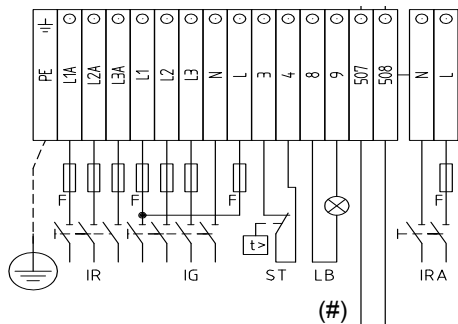 PE L1A L2A L3A L1 L2 L3 N L 3 4 8 9 507 508 N L
F F F F
t>
IR IG ST LB IRA
(#)